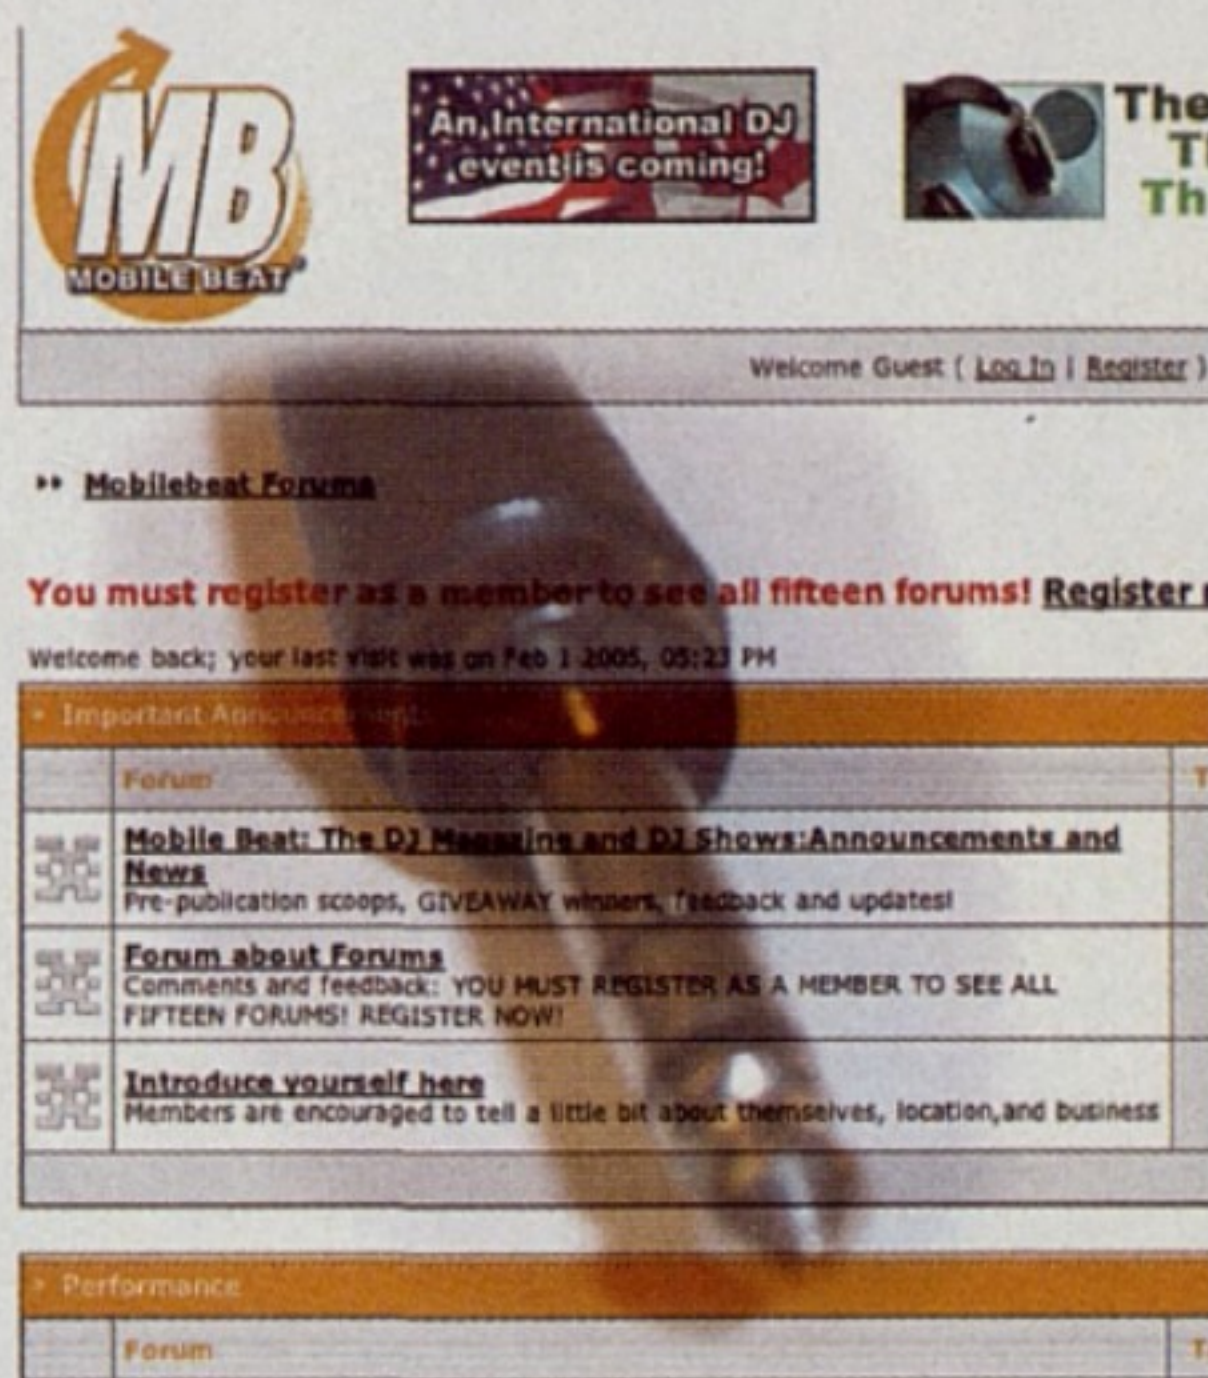 MB
MOBILE BEAT®
An International DJ
event is coming!
The
Th
Welcome Guest ( Log In | Register )
Mobilebeat Forums
You must register as a member to see all fifteen forums! Register
Welcome back; your last visit was on Feb 1 2005, 05:23 PM
Important Announcements
Forum
Mobile Beat: The DJ Magazine and DJ Shows:Announcements and
News
Pre-publication scoops, GIVEAWAY winners, feedback and updates!
Forum about Forums
Comments and feedback: YOU MUST REGISTER AS A MEMBER TO SEE ALL
FIFTEEN FORUMS! REGISTER NOW!
Introduce yourself here
Members are encouraged to tell a little bit about themselves, location,and business
Performance
Forum